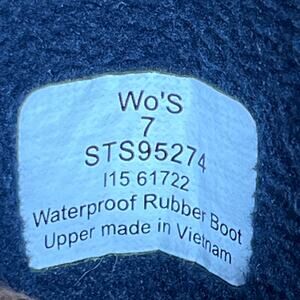 Wo'S
7
STS95274
I15 61722
Waterproof Rubber Boot
Upper made in Vietnam